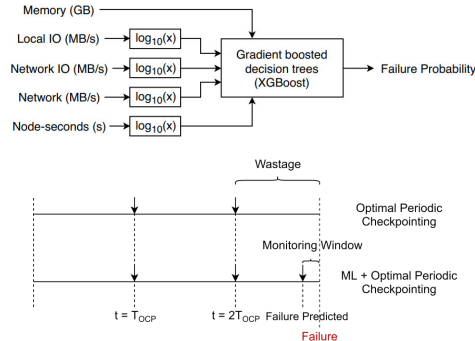 Memory (GB)
Local IO (MB/s)
log10(x)
Network IO (MB/s)
log10(x)
Network (MB/s)
log10(x)
Node-seconds (s)
log10(x)
Gradient boosted
decision trees
(XGBoost)
Failure Probability
Wastage
Optimal Periodic
Checkpointing
Monitoring Window
ML + Optimal Periodic
Checkpointing
t = TOCP
t = 2TOCP
Failure Predicted
Failure